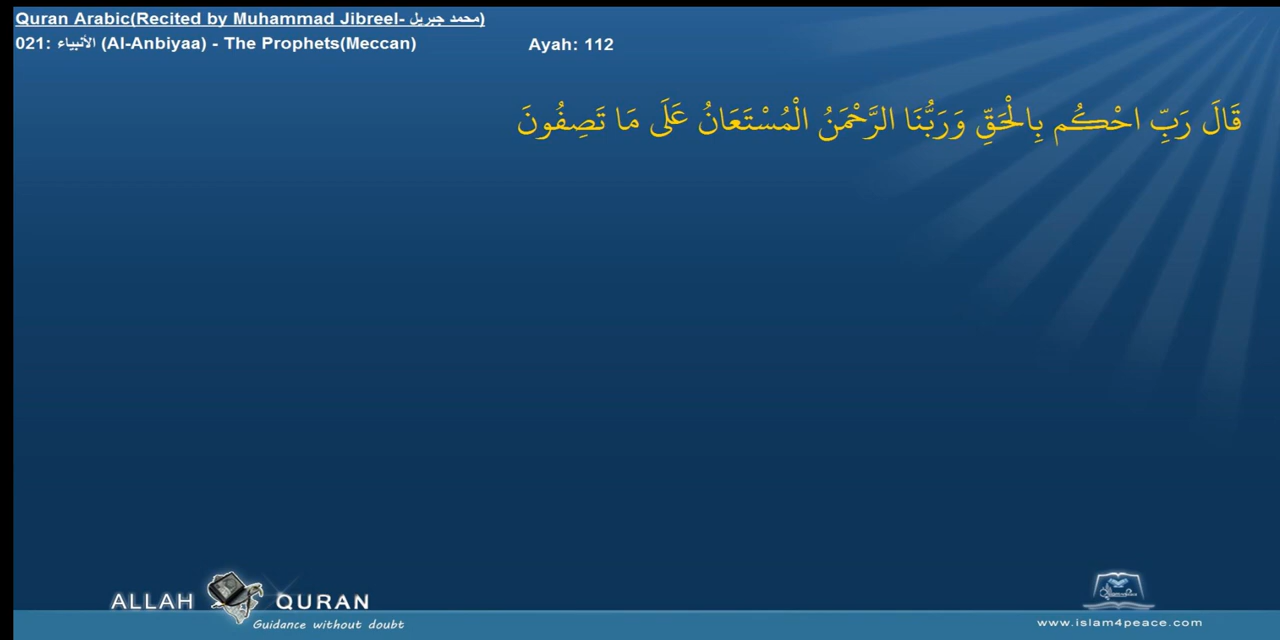 Quran Arabic(Recited by Muhammad Jibreel- محمد جبريل)
021: الأنبياء (Al-Anbiyaa) - The Prophets(Meccan)
Ayah: 112
قَالَ رَبِّ احْكُم بِالْحَقِّ وَرَبُّنَا الرَّحْمَنُ الْمُسْتَعَانُ عَلَى مَا تَصِفُونَ
ALLAH QURAN
Guidance without doubt
www.islam4peace.com